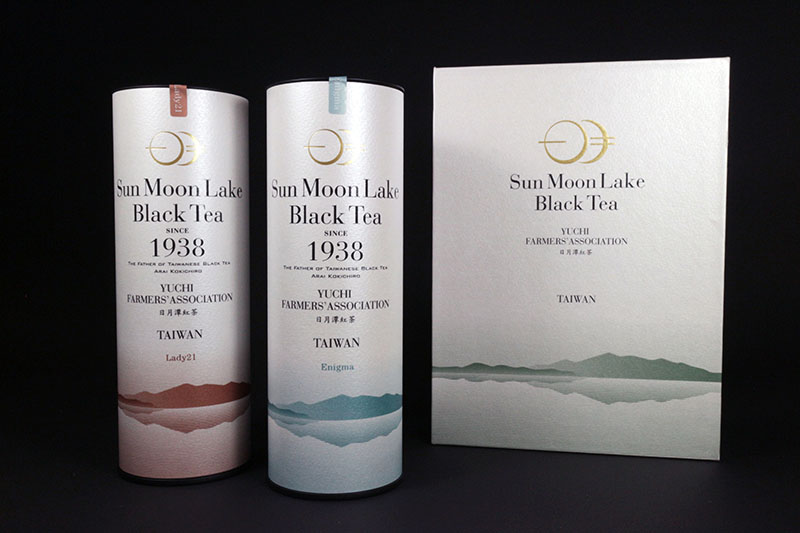 Lady21
Sun Moon Lake
Black Tea
SINCE
1938
THE FATHER OF TAIWANESE BLACK TEA
ARAI KOKICHIRO
YUCHI
FARMERS'ASSOCIATION
日月潭紅茶
TAIWAN
Lady21
Sun Moon Lake
Black Tea
SINCE
1938
THE FATHER OF TAIWANESE BLACK TEA
ARAI KOKICHIRO
YUCHI
FARMERS'ASSOCIATION
日月潭紅茶
TAIWAN
Enigma
Sun Moon Lake
Black Tea
YUCHI
FARMERS'ASSOCIATION
日月潭紅茶
TAIWAN